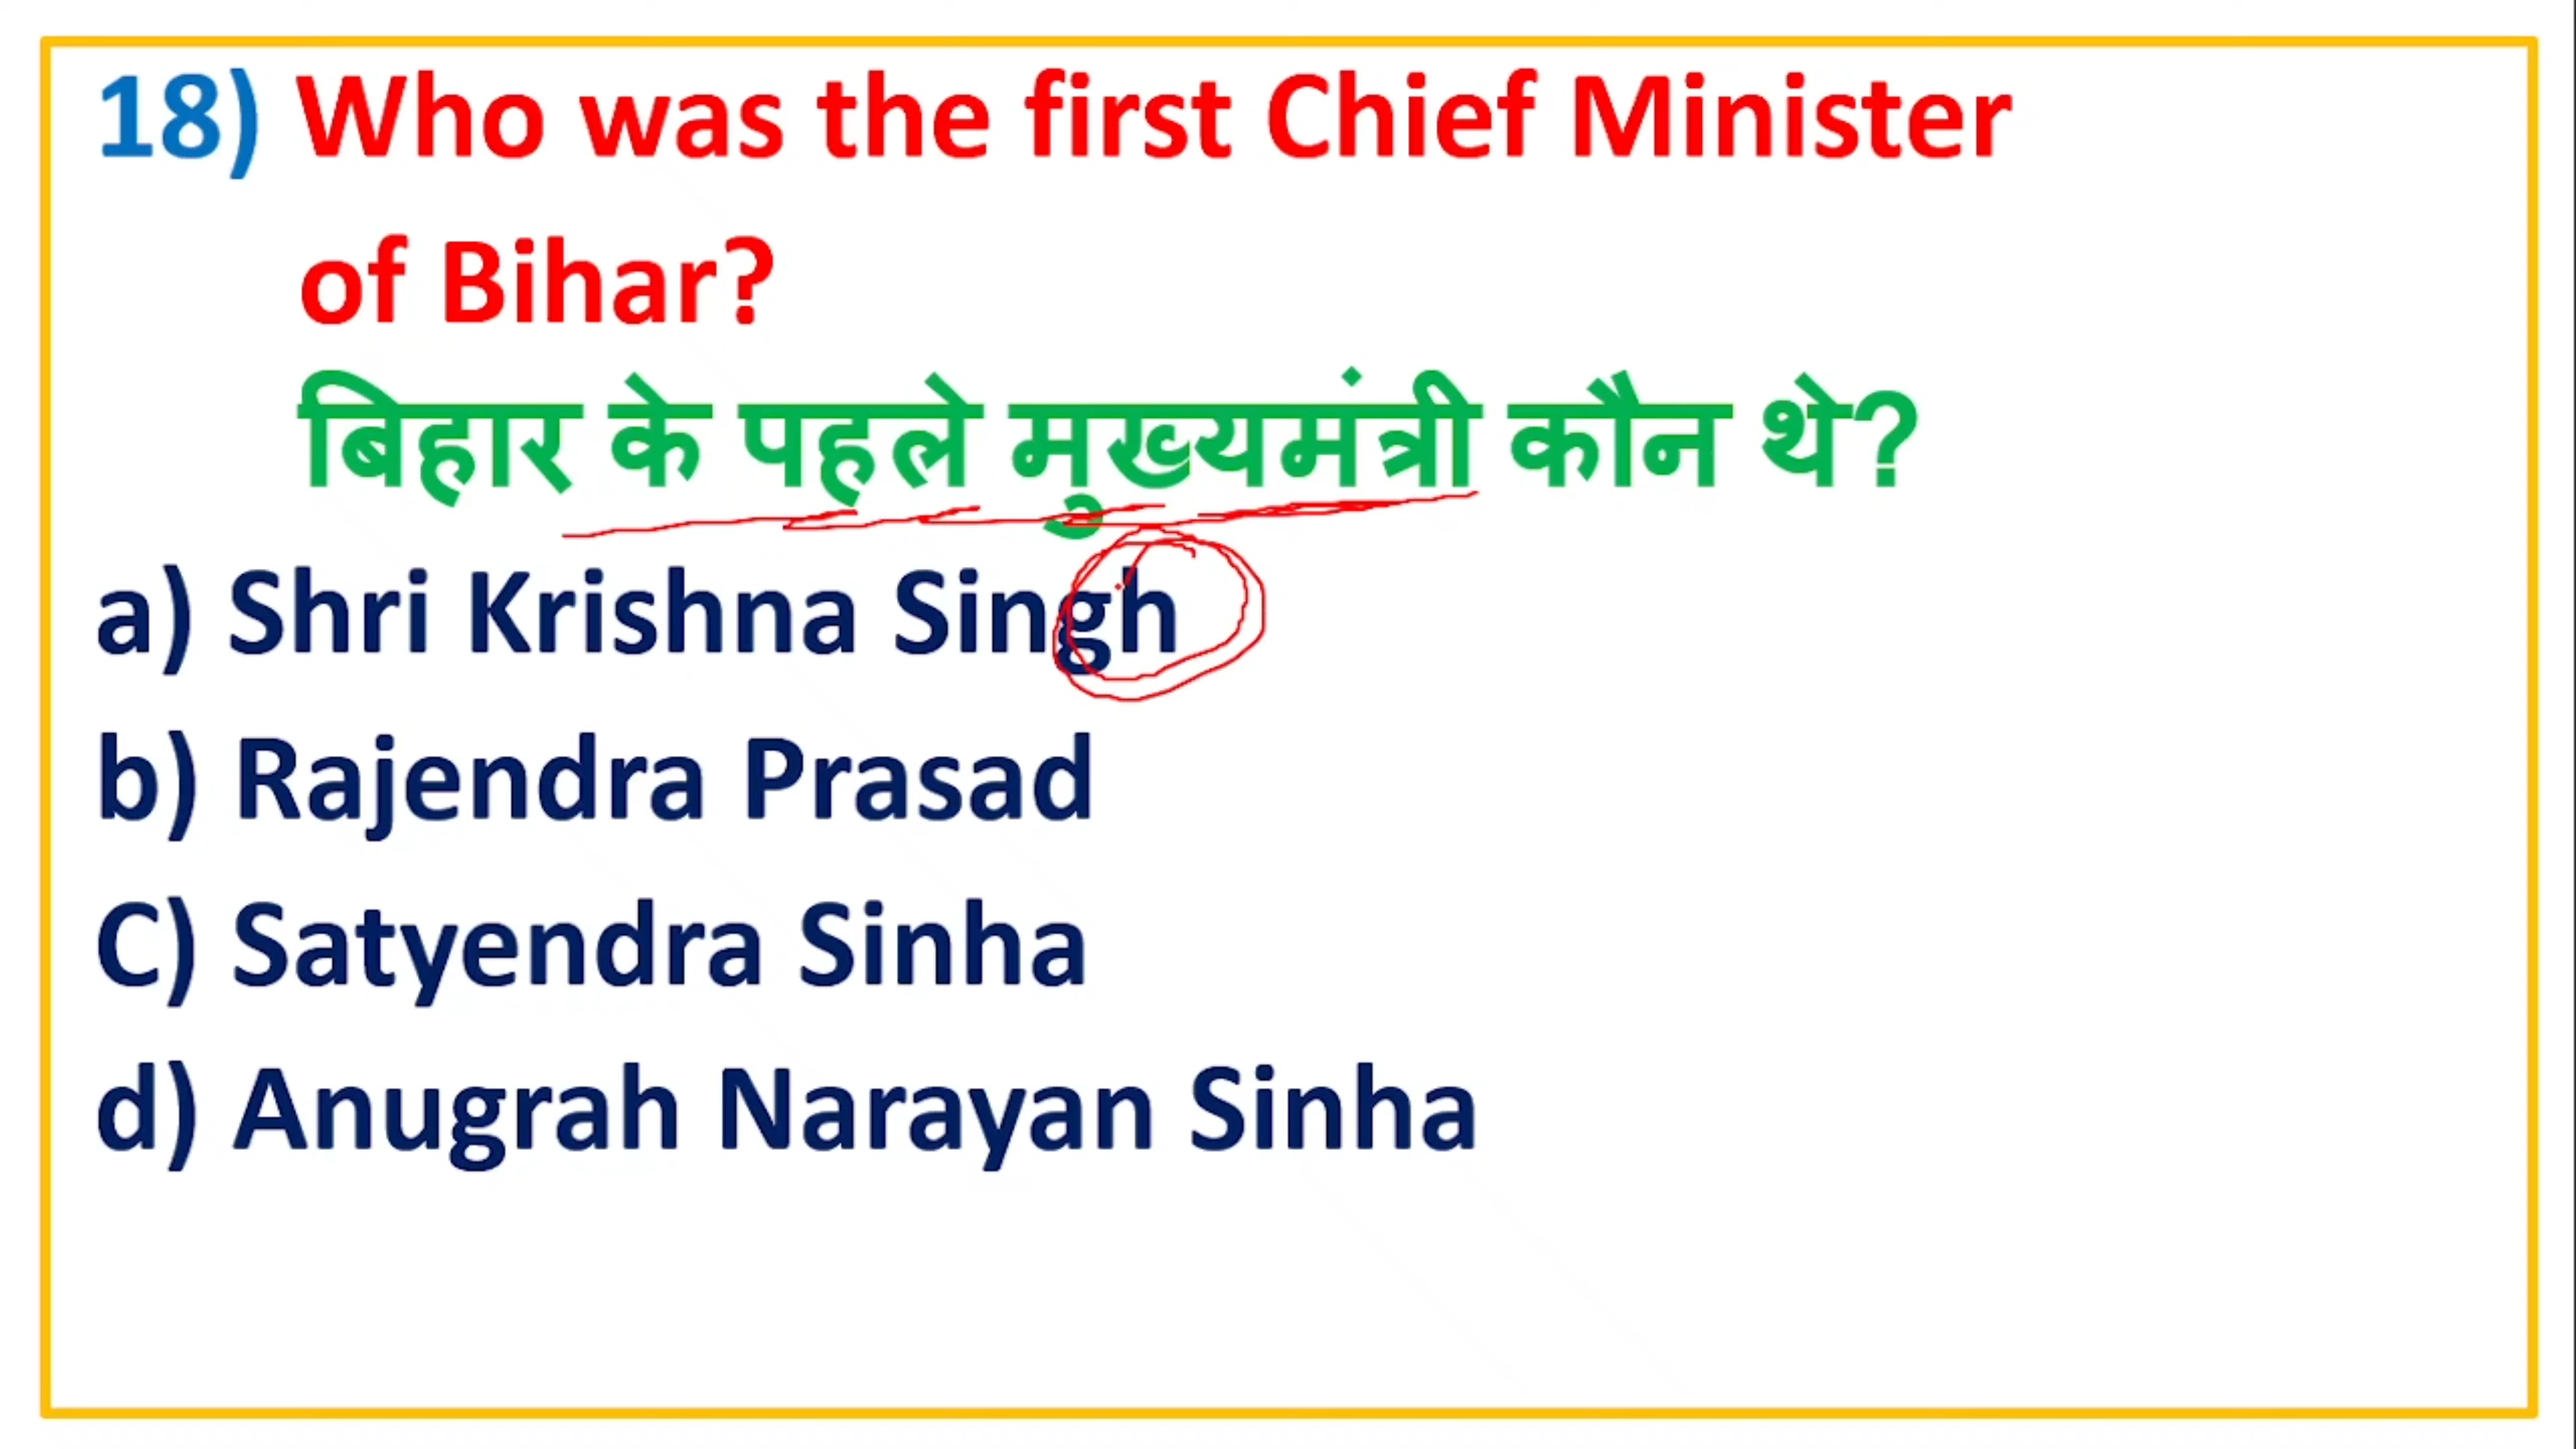 18) Who was the first Chief Minister
of Bihar?
बिहार के पहले मुख्यमंत्री कौन थे?
a) Shri Krishna Singh
b) Rajendra Prasad
C) Satyendra Sinha
d) Anugrah Narayan Sinha